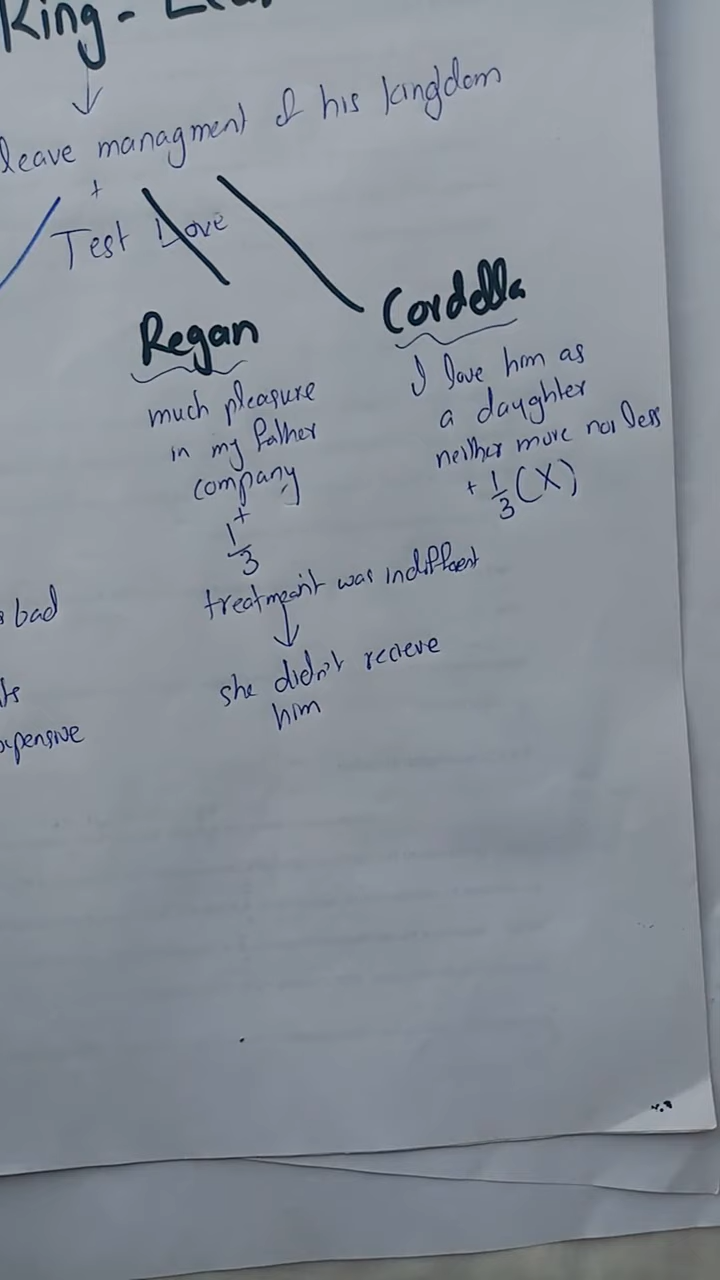 King - Lear
leave managment of his kingdom
+
Test Love
Regan
much pleasure
in my father
company
+
1/3
treatment was indifferent
she didn't recieve
him
Cordella
I love him as
a daughter
neither more nor less
+ 1/3 (X)
bad
expensive